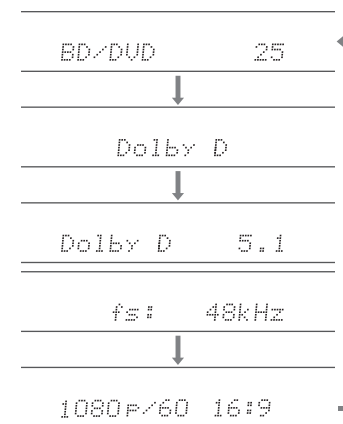 BD/DVD 25
Dolby D
Dolby D 5.1
fs: 48kHz
1080p/60 16:9